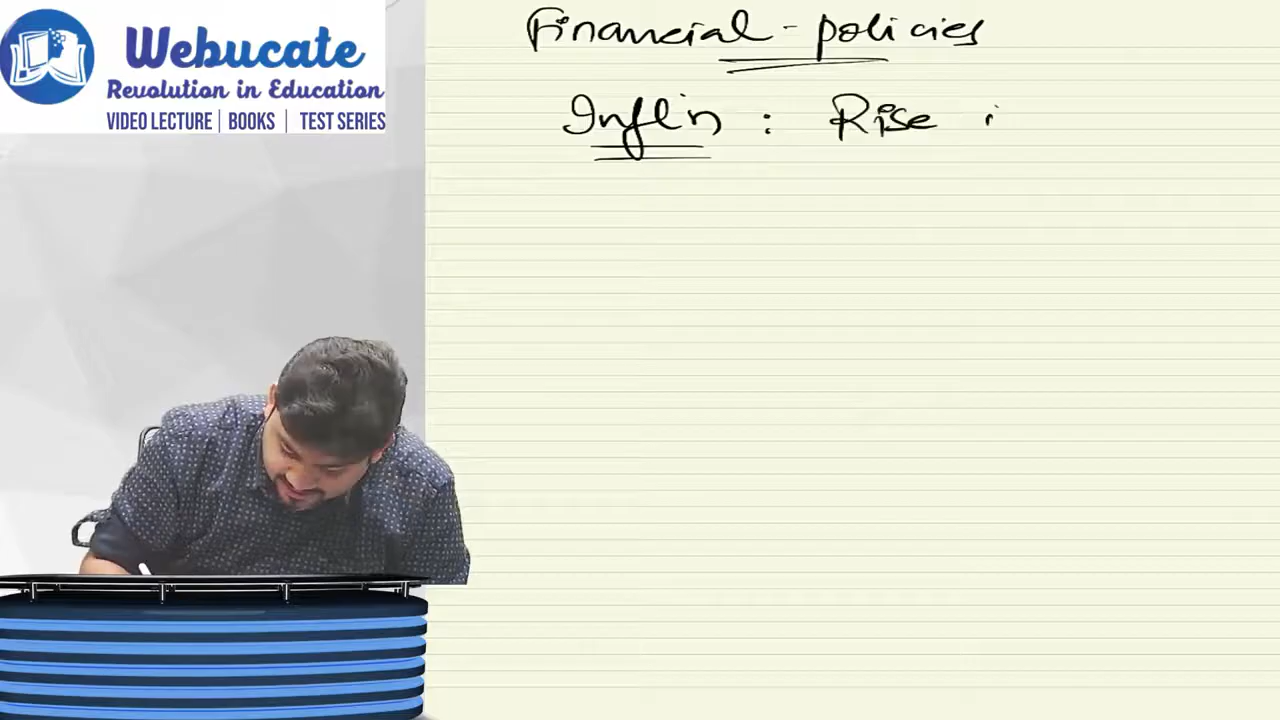 Webucate
Revolution in Education
VIDEO LECTURE | BOOKS | TEST SERIES
Financial - policies
Infl'n : Rise i